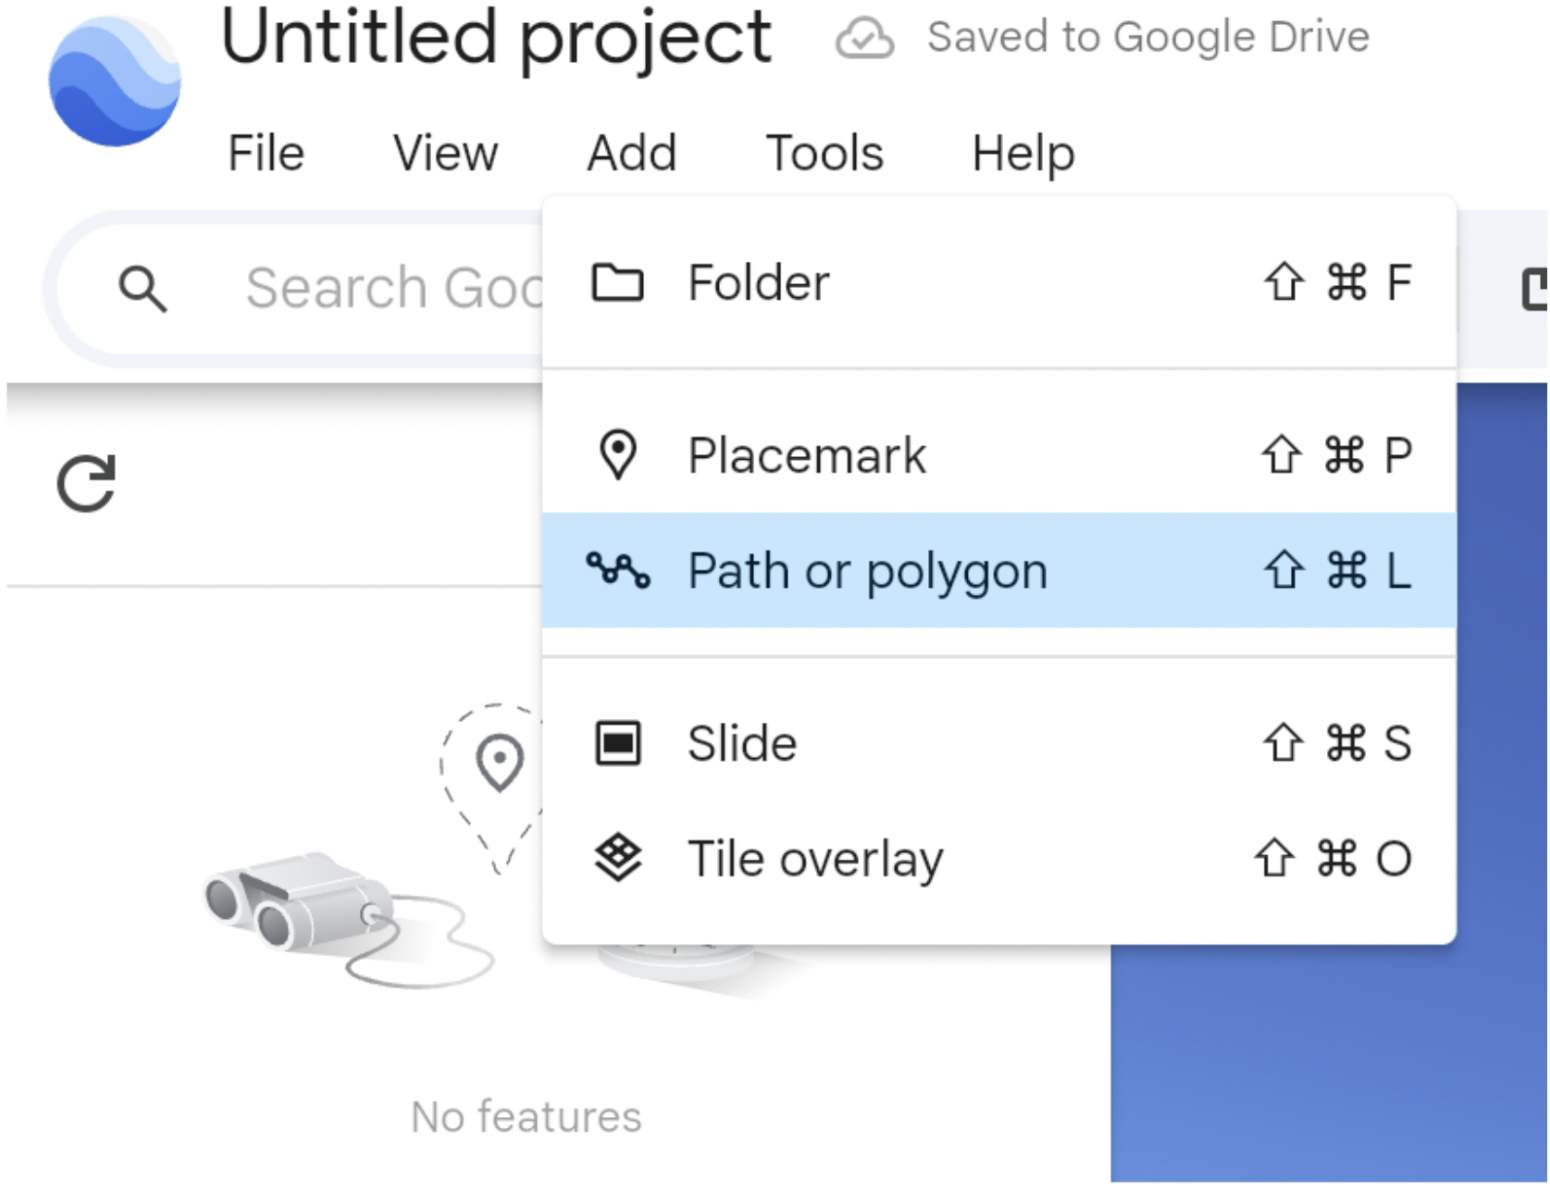 Untitled project
Saved to Google Drive
File View Add Tools Help
Search
Folder ⇧ ⌘ F
Placemark ⇧ ⌘ P
Path or polygon ⇧ ⌘ L
Slide ⇧ ⌘ S
Tile overlay ⇧ ⌘ O
No features